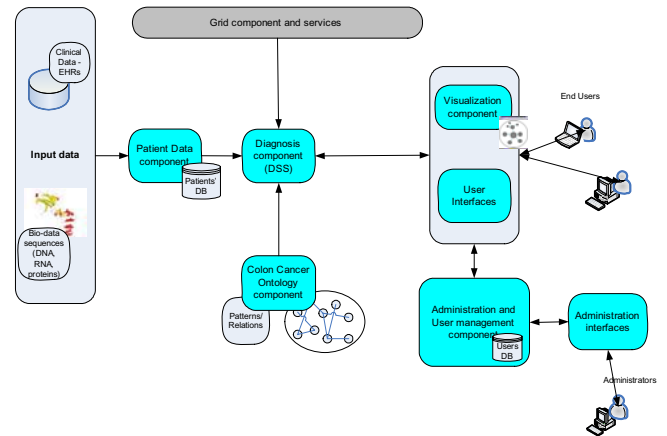 Grid component and services
Clinical
Data -
EHRs
Input data
Bio-data
sequences
(DNA,
RNA,
proteins)
Patient Data
component
Patients'
DB
Diagnosis
component
(DSS)
Colon Cancer
Ontology
component
Patterns/
Relations
Visualization
component
User
Interfaces
End Users
Administration and
User management
component
Users
DB
Administration
interfaces
Administrators